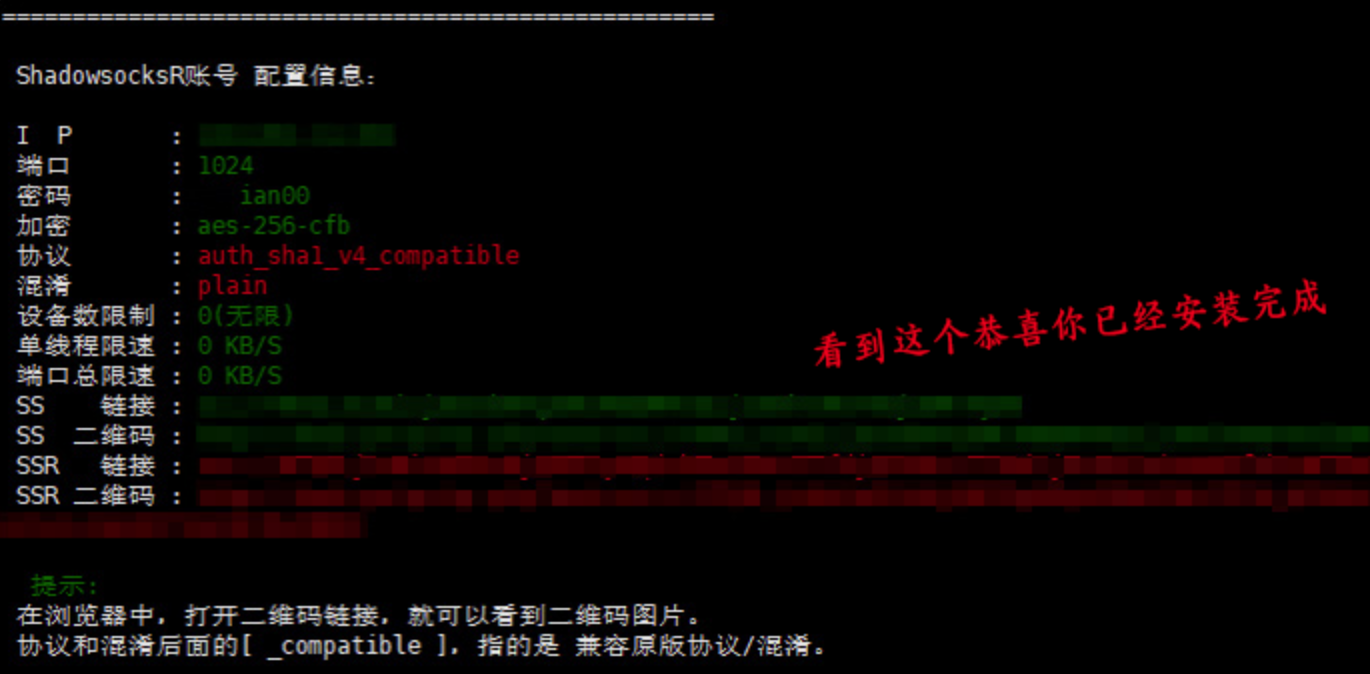 ==================================================
ShadowsocksR账号 配置信息：
I  P       :
端口       : 1024
密码       :    ian00
加密       : aes-256-cfb
协议       : auth_sha1_v4_compatible
混淆       : plain
设备数限制 : 0(无限)
单线程限速 : 0 KB/S
端口总限速 : 0 KB/S
看到这个恭喜你已经安装完成
SS    链接 :
SS  二维码 :
SSR   链接 :
SSR 二维码 :
提示:
在浏览器中，打开二维码链接，就可以看到二维码图片。
协议和混淆后面的[ _compatible ]，指的是 兼容原版协议/混淆。